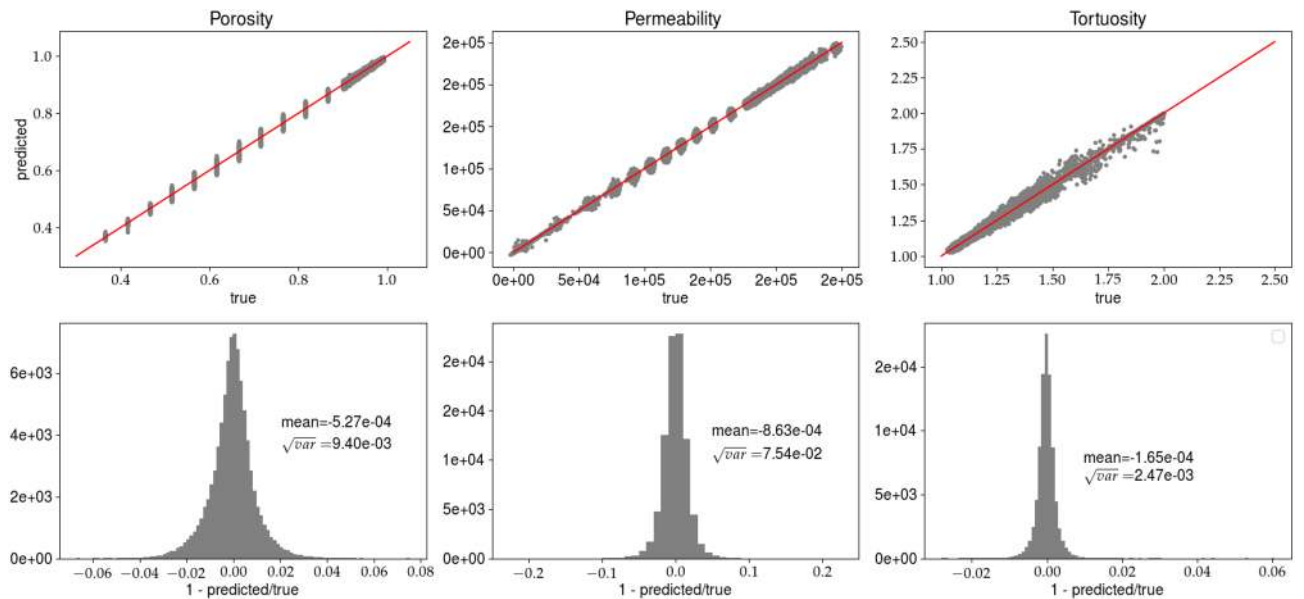 Porosity
Permeability
Tortuosity
predicted
1.0
0.8
0.6
0.4
0.4
0.6
0.8
1.0
true
2e+05
2e+05
2e+05
1e+05
5e+04
0e+00
0e+00
5e+04
1e+05
2e+05
2e+05
2e+05
true
2.50
2.25
2.00
1.75
1.50
1.25
1.00
1.00
1.25
1.50
1.75
2.00
2.25
2.50
true
6e+03
4e+03
2e+03
0e+00
mean=-5.27e-04
√var =9.40e-03
−0.06 −0.04 −0.02 0.00 0.02 0.04 0.06 0.08
1 - predicted/true
2e+04
2e+04
1e+04
5e+03
0e+00
mean=-8.63e-04
√var =7.54e-02
−0.2 −0.1 0.0 0.1 0.2
1 - predicted/true
2e+04
1e+04
5e+03
0e+00
mean=-1.65e-04
√var =2.47e-03
−0.02 0.00 0.02 0.04 0.06
1 - predicted/true